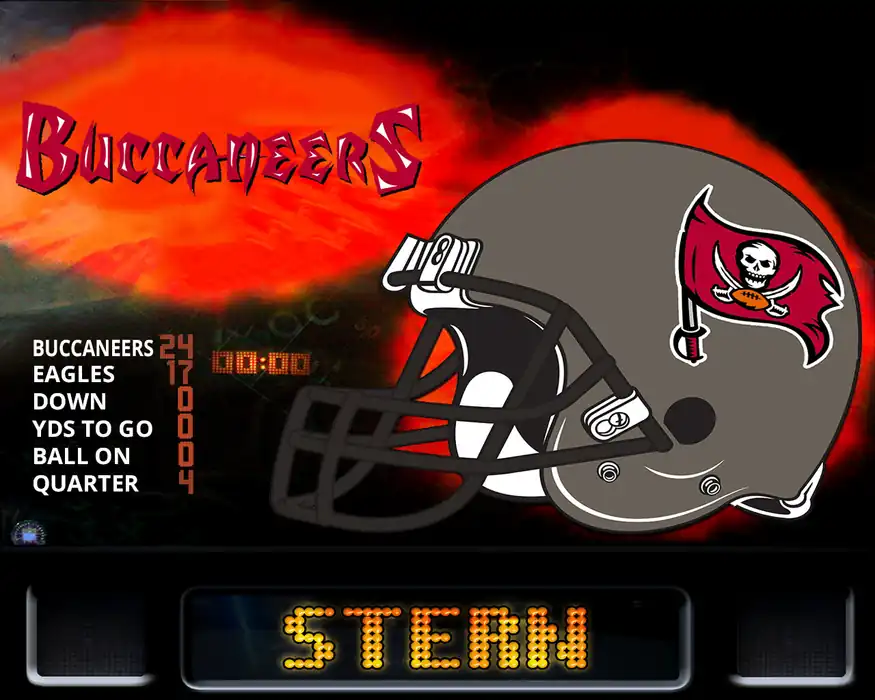 BUCCANEERS
BUCCANEERS 24
00:00
EAGLES 17
DOWN 0
YDS TO GO 0
BALL ON 0
QUARTER 4
STERN